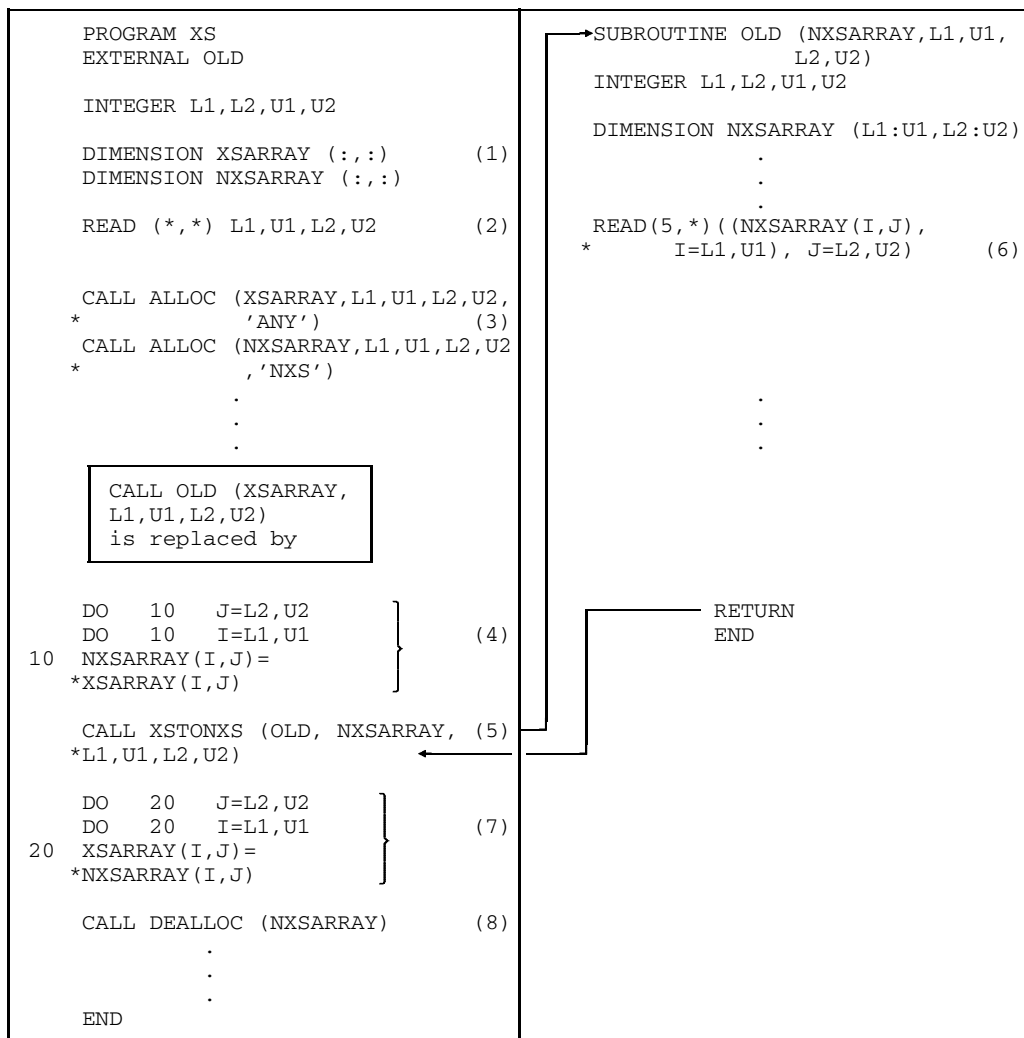 PROGRAM XS
EXTERNAL OLD
INTEGER L1,L2,U1,U2
DIMENSION XSARRAY (:,:) (1)
DIMENSION NXSARRAY (:,:)
READ (*,*) L1,U1,L2,U2 (2)
CALL ALLOC (XSARRAY,L1,U1,L2,U2,
* 'ANY') (3)
CALL ALLOC (NXSARRAY,L1,U1,L2,U2
* ,'NXS')
.
.
.
CALL OLD (XSARRAY,
L1,U1,L2,U2)
is replaced by
DO 10 J=L2,U2
DO 10 I=L1,U1 (4)
10 NXSARRAY(I,J)=
*XSARRAY(I,J)
CALL XSTONXS (OLD, NXSARRAY, (5)
*L1,U1,L2,U2)
DO 20 J=L2,U2
DO 20 I=L1,U1 (7)
20 XSARRAY(I,J)=
*NXSARRAY(I,J)
CALL DEALLOC (NXSARRAY) (8)
.
.
.
END
SUBROUTINE OLD (NXSARRAY,L1,U1,
L2,U2)
INTEGER L1,L2,U1,U2
DIMENSION NXSARRAY (L1:U1,L2:U2)
.
.
.
READ(5,*)((NXSARRAY(I,J),
* I=L1,U1), J=L2,U2) (6)
.
.
.
RETURN
END